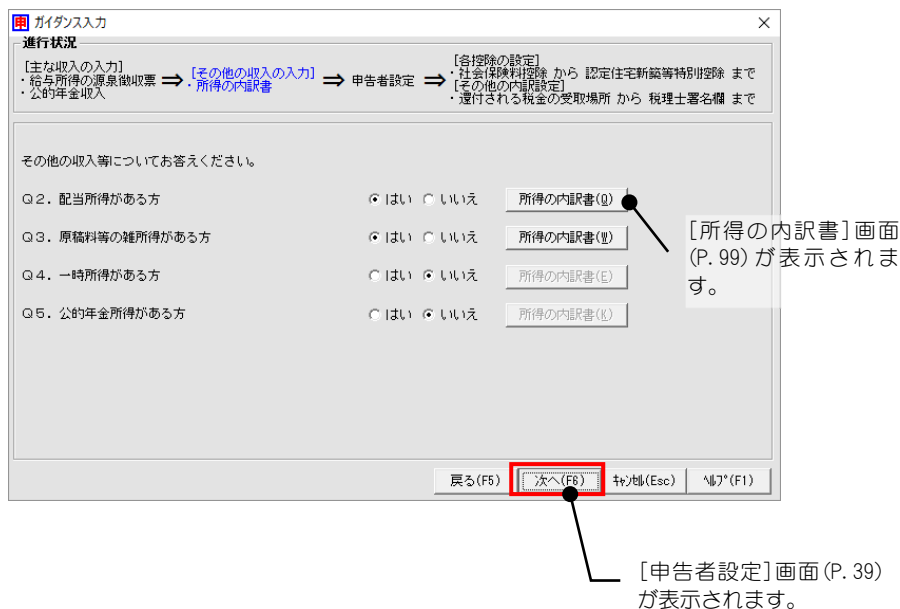 申 ガイダンス入力
進行状況
[主な収入の入力]
・給与所得の源泉徴収票
・公的年金収入
⇒
[その他の収入の入力]
・所得の内訳書
⇒ 申告者設定 ⇒
[各控除の設定]
・社会保険料控除 から 認定住宅新築等特別控除 まで
[その他の内訳設定]
・還付される税金の受取場所 から 税理士署名欄 まで
その他の収入等についてお答えください。
Q2．配当所得がある方 はい いいえ 所得の内訳書(Q)
Q3．原稿料等の雑所得がある方 はい いいえ 所得の内訳書(W)
Q4．一時所得がある方 はい いいえ 所得の内訳書(E)
Q5．公的年金所得がある方 はい いいえ 所得の内訳書(K)
[所得の内訳書]画面
(P.99)が表示されま
す。
戻る(F5) 次へ(F6) ｷｬﾝｾﾙ(Esc) ﾍﾙﾌﾟ(F1)
[申告者設定]画面(P.39)
が表示されます。